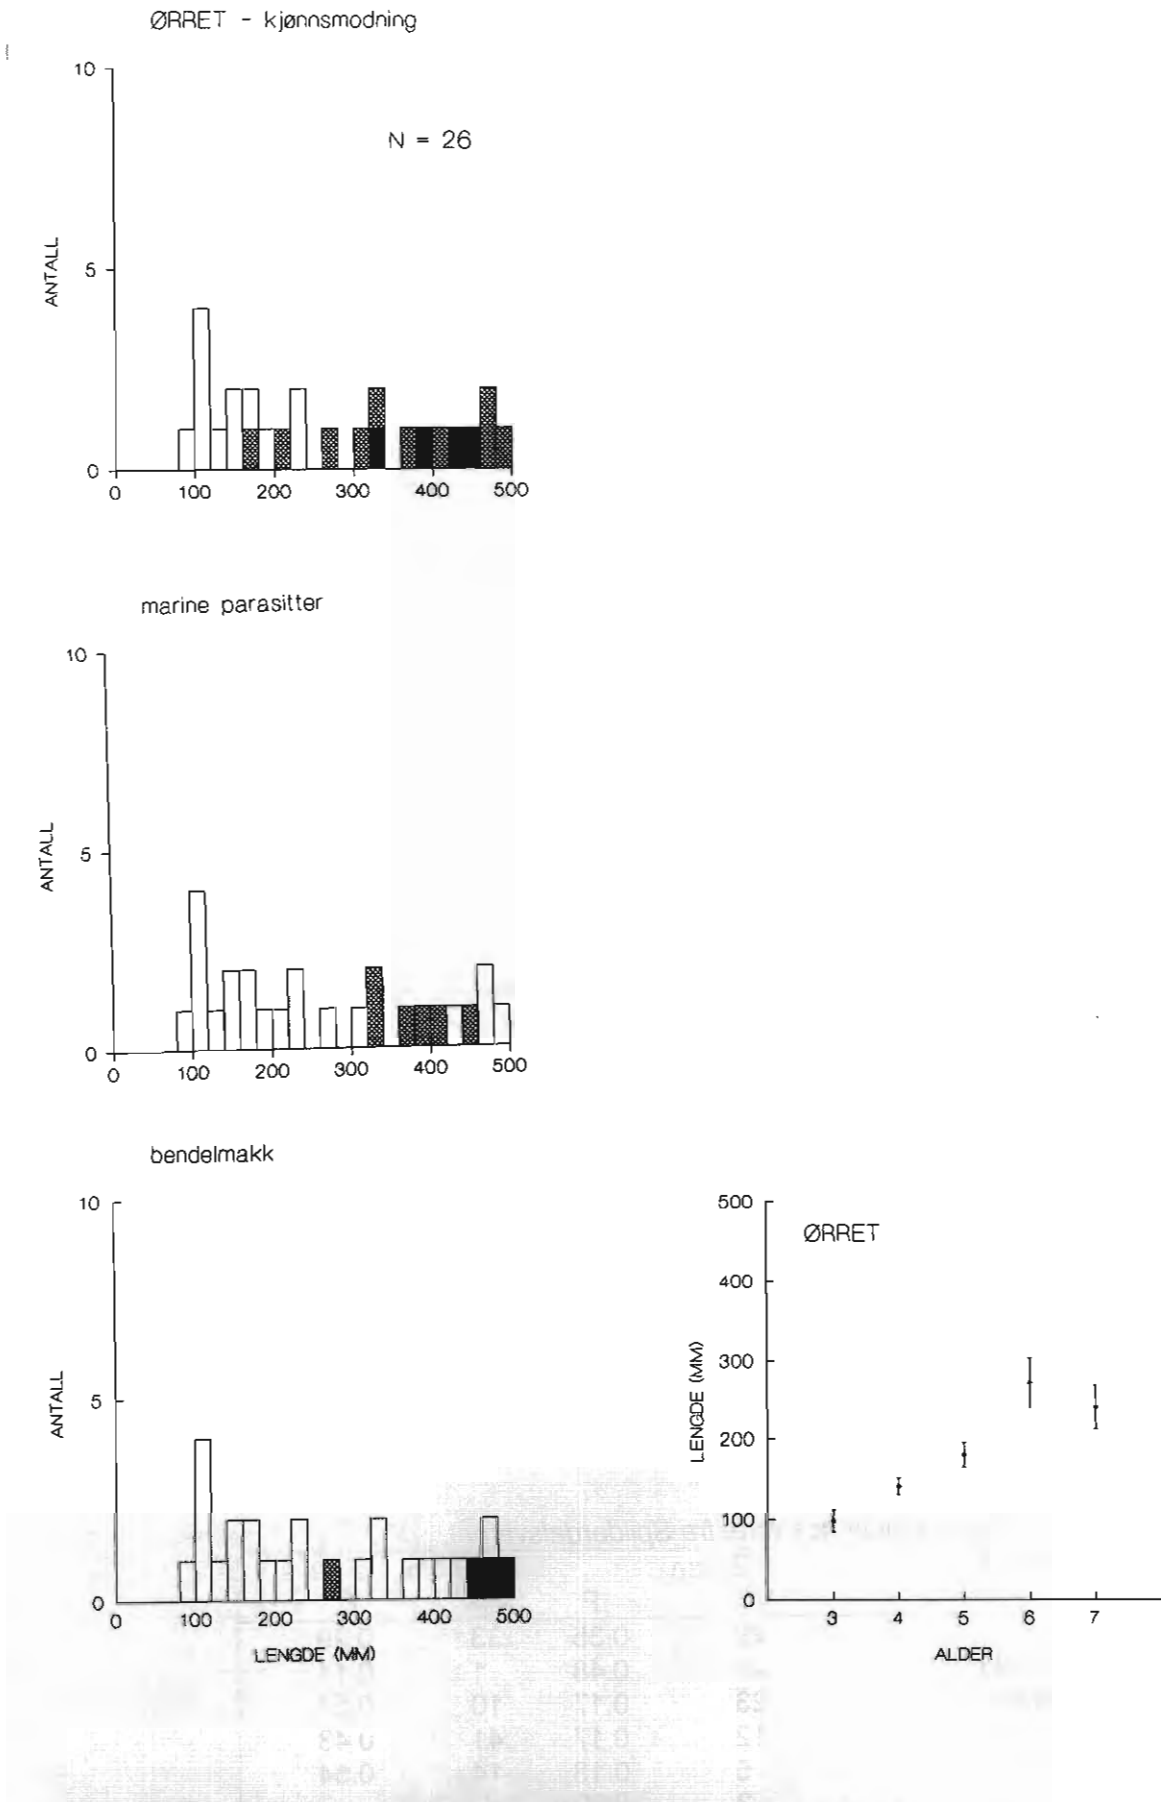 ØRRET - kjønnsmodning
10
N = 26
ANTALL
5
0
0 100 200 300 400 500
marine parasitter
10
ANTALL
5
0
0 100 200 300 400 500
bendelmakk
10
ANTALL
5
0
0 100 200 300 400 500
LENGDE (MM)
500
ØRRET
400
300
LENGDE (MM)
200
100
0
3 4 5 6 7
ALDER